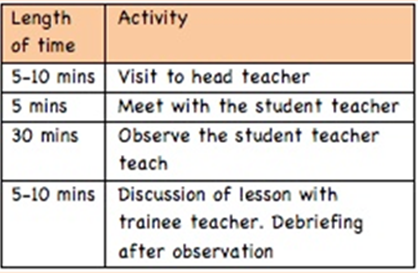 Length Activity
of time
5-10 mins Visit to head teacher
5 mins Meet with the student teacher
30 mins Observe the student teacher
teach
5-10 mins Discussion of lesson with
trainee teacher. Debriefing
after observation